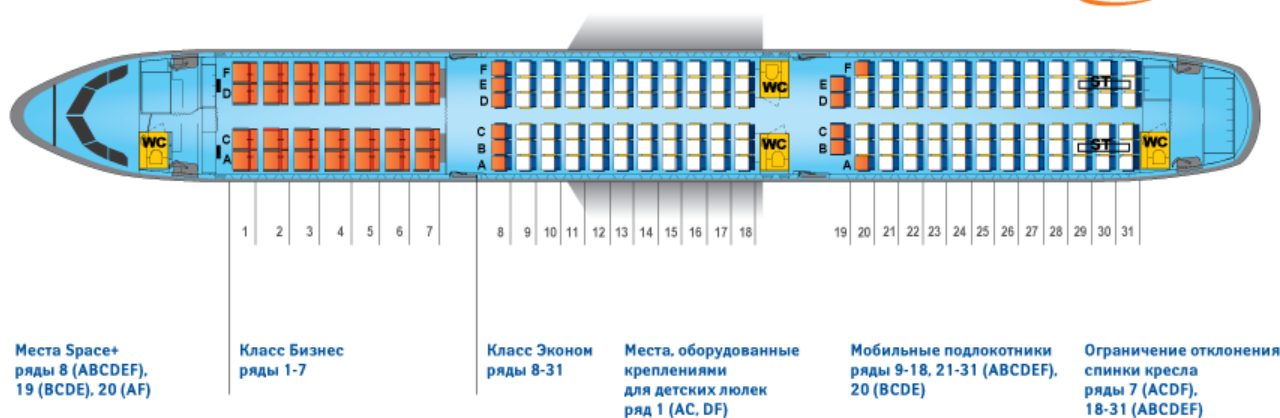 F
D
C
A
WC
F
E
D
C
B
A
WC
WC
F
E
D
C
B
A
ST
ST
WC
1 2 3 4 5 6 7 8 9 10 11 12 13 14 15 16 17 18 19 20 21 22 23 24 25 26 27 28 29 30 31
Места Space+
ряды 8 (ABCDEF),
19 (BCDE), 20 (AF)
Класс Бизнес
ряды 1-7
Класс Эконом
ряды 8-31
Места, оборудованные
креплениями
для детских люлек
ряд 1 (AC, DF)
Мобильные подлокотники
ряды 9-18, 21-31 (ABCDEF),
20 (BCDE)
Ограничение отклонения
спинки кресла
ряды 7 (ACDF),
18-31 (ABCDEF)